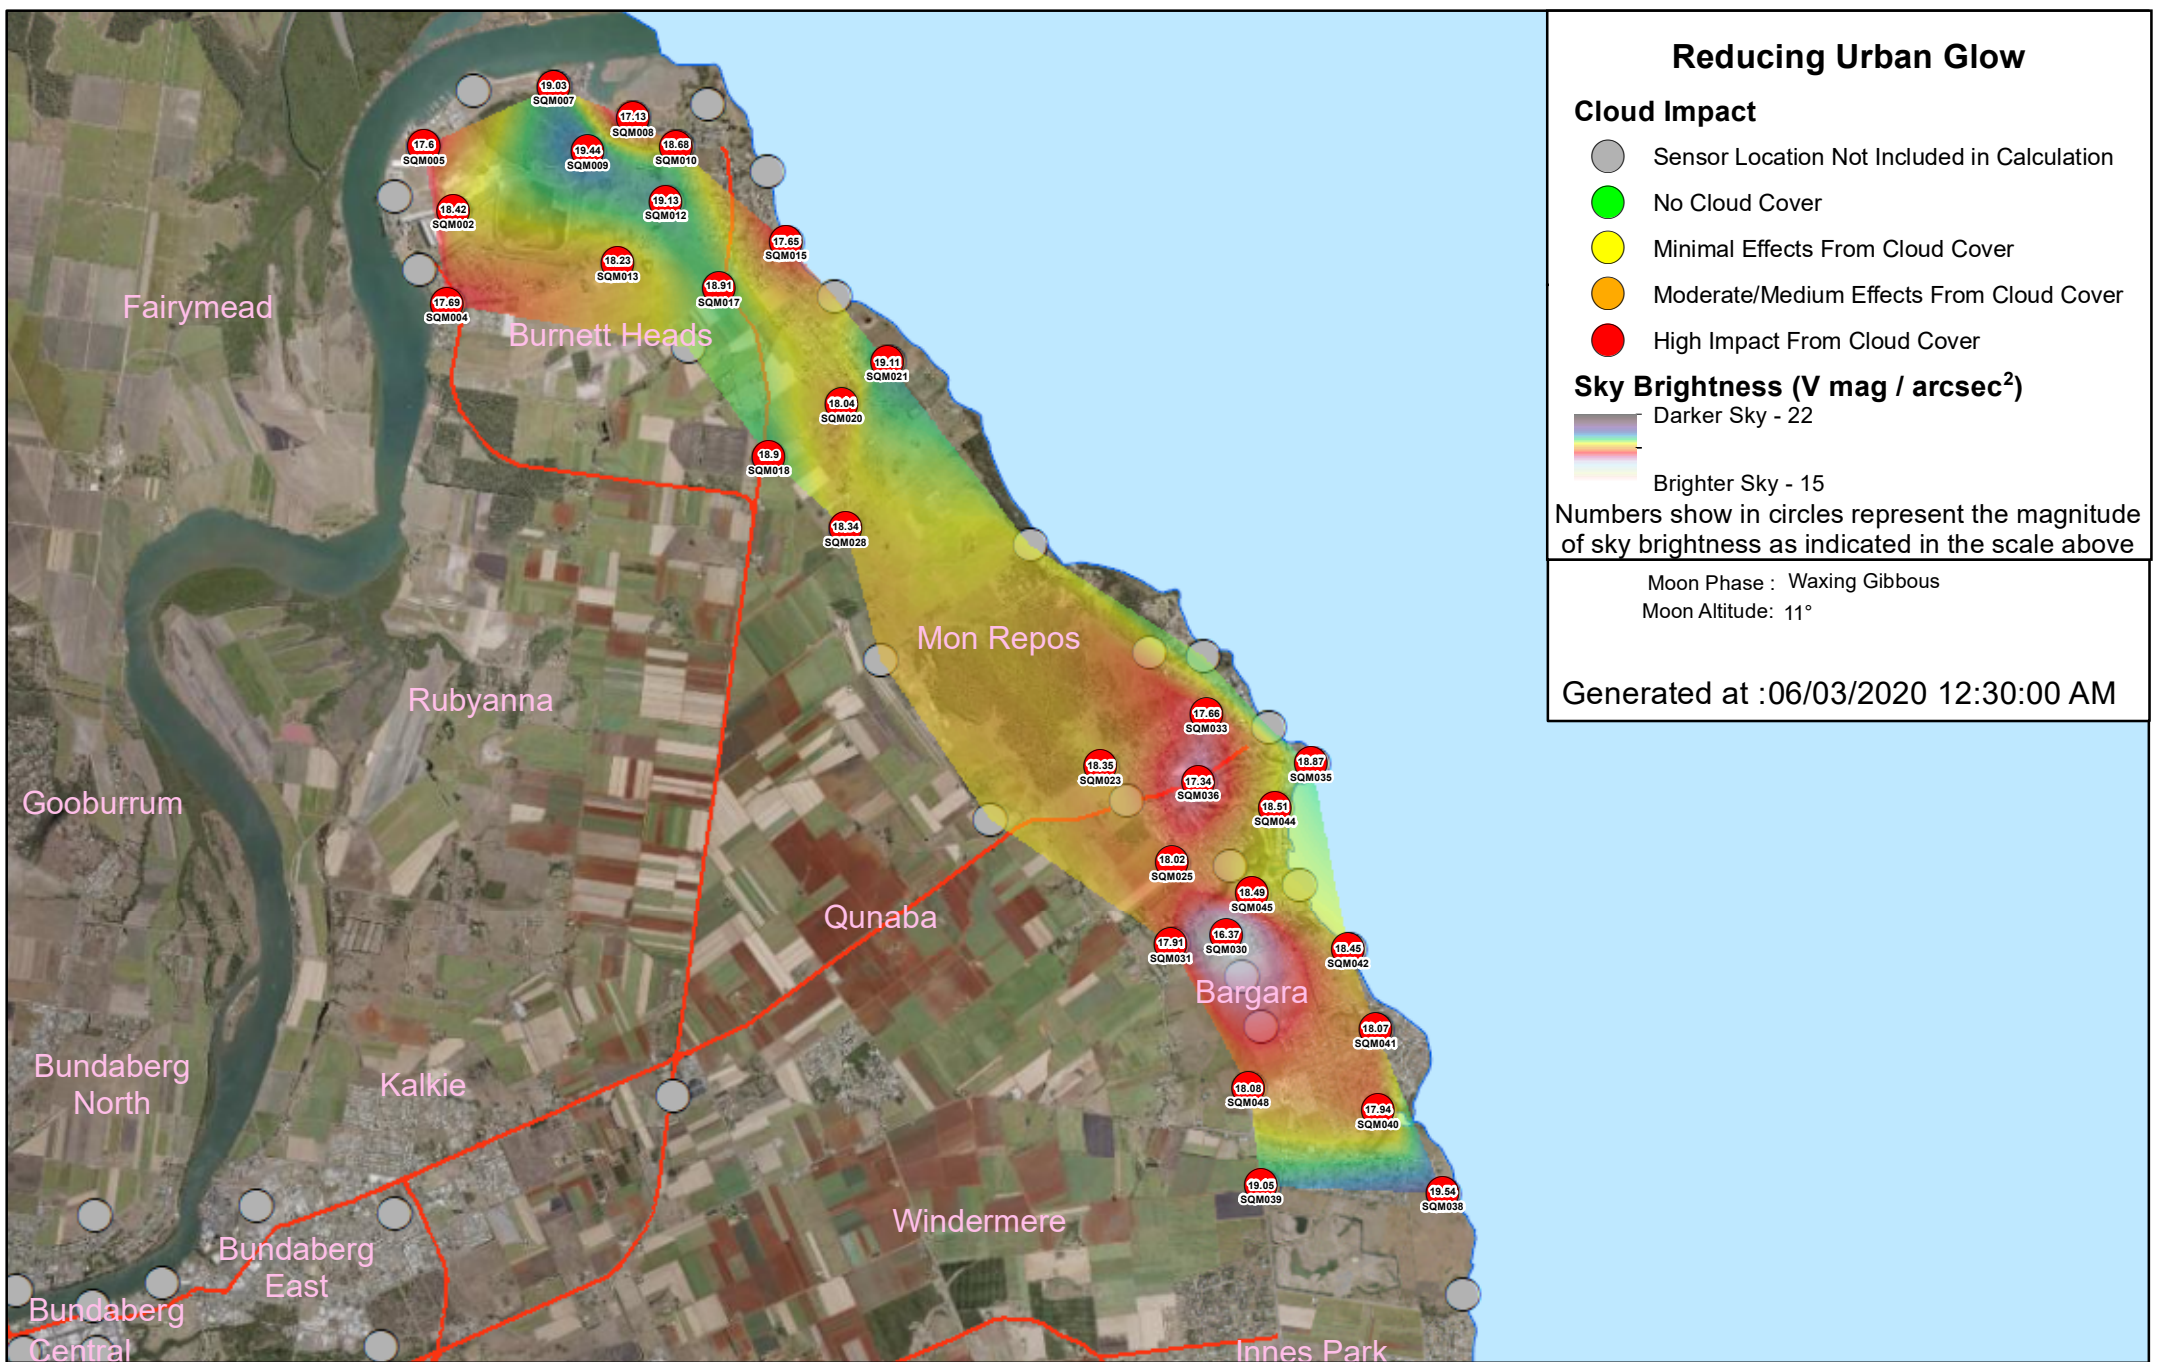 Reducing Urban Glow
Cloud Impact
Sensor Location Not Included in Calculation
No Cloud Cover
Minimal Effects From Cloud Cover
Moderate/Medium Effects From Cloud Cover
High Impact From Cloud Cover
Sky Brightness (V mag / arcsec²)
Darker Sky - 22
Brighter Sky - 15
Numbers show in circles represent the magnitude
of sky brightness as indicated in the scale above
Moon Phase : Waxing Gibbous
Moon Altitude: 11°
Generated at :06/03/2020 12:30:00 AM
19.03
SQM007
17.13
SQM008
17.6
SQM005
19.44
SQM009
18.68
SQM010
18.42
SQM002
19.13
SQM012
17.65
SQM015
18.23
SQM013
18.91
SQM017
17.69
SQM004
Fairymead
Burnett Heads
19.11
SQM021
18.04
SQM020
18.9
SQM018
18.34
SQM028
Mon Repos
Rubyanna
17.66
SQM033
18.35
SQM023
17.34
SQM036
18.87
SQM035
18.51
SQM044
Gooburrum
18.02
SQM025
18.49
SQM045
Qunaba
17.91
SQM031
16.37
SQM030
18.45
SQM042
Bargara
18.07
SQM041
Bundaberg
North
Kalkie
18.08
SQM048
17.94
SQM040
19.05
SQM039
19.54
SQM038
Windermere
Bundaberg
East
Bundaberg
Central
Innes Park